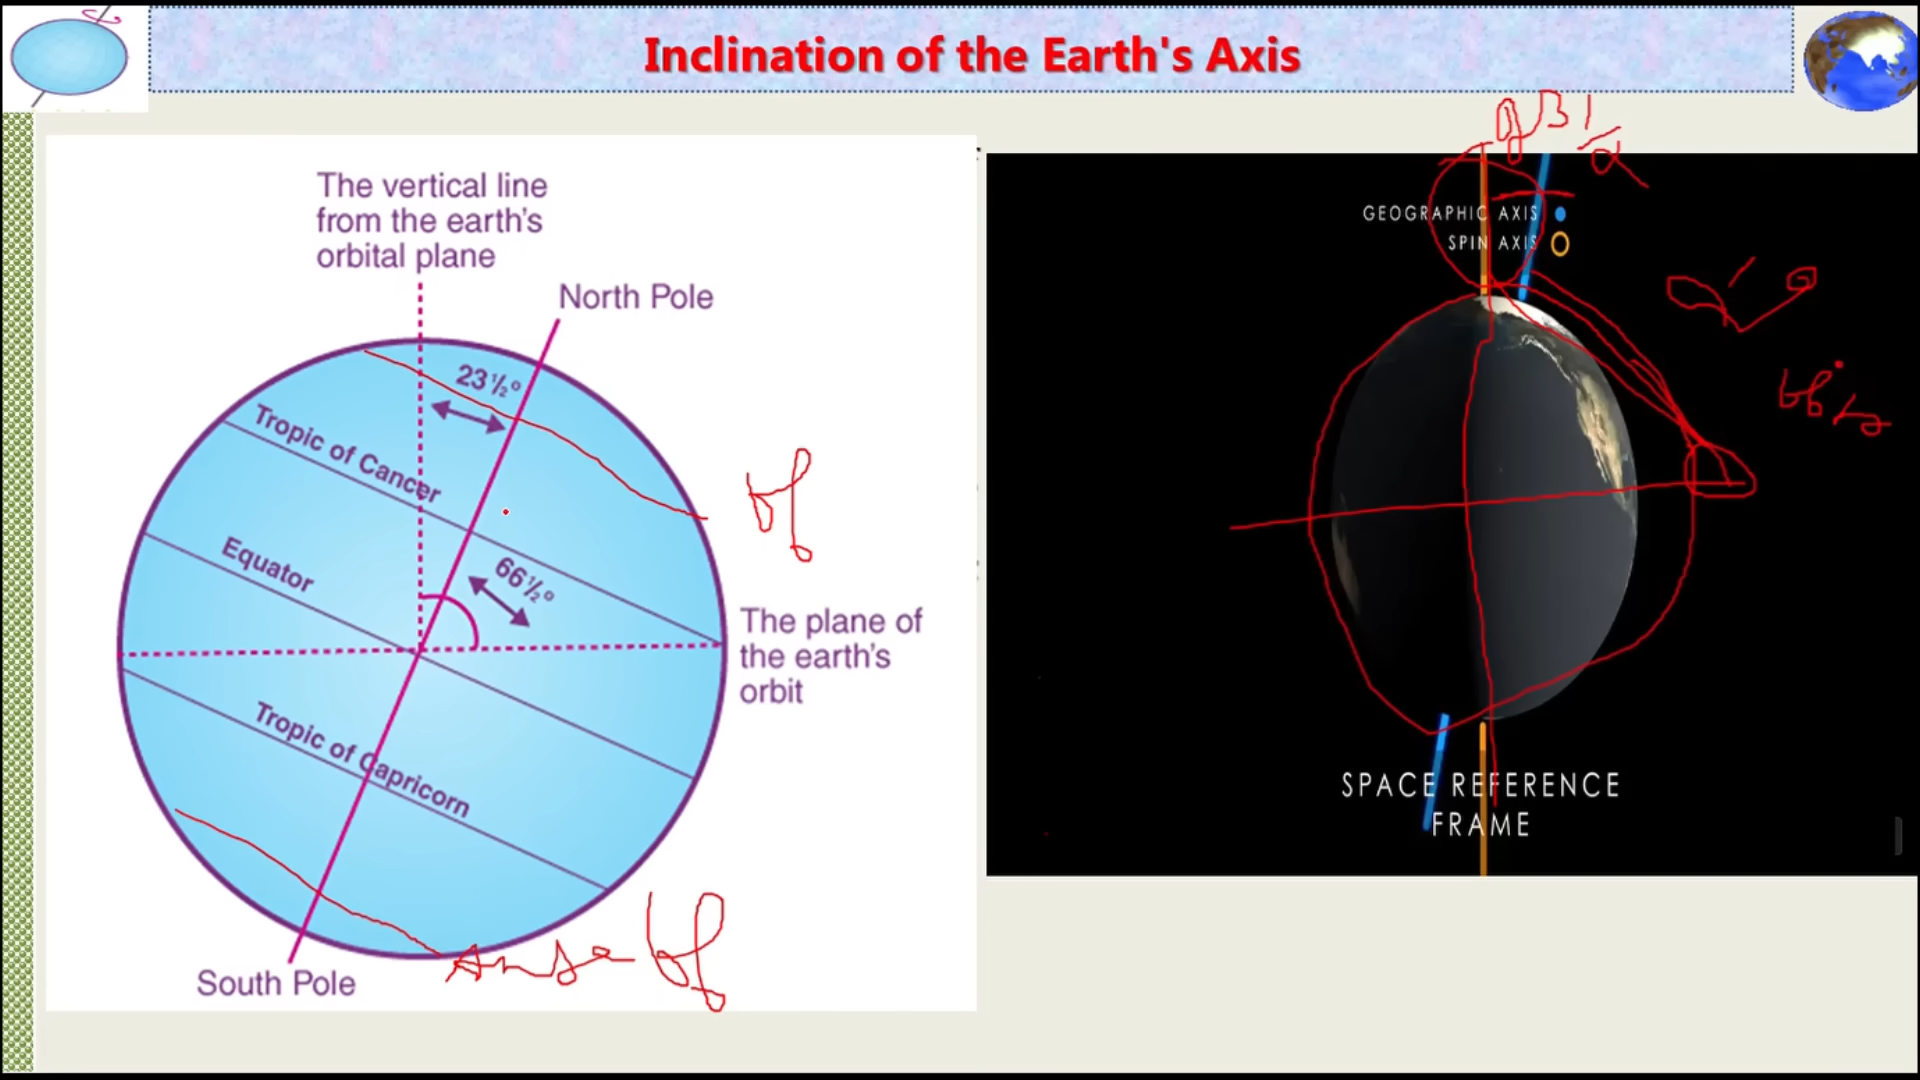 Inclination of the Earth's Axis
The vertical line
from the earth's
orbital plane
North Pole
23½°
Tropic of Cancer
Equator
66½°
The plane of
the earth's
orbit
Tropic of Capricorn
South Pole
GEOGRAPHIC AXIS
SPIN AXIS
SPACE REFERENCE
FRAME